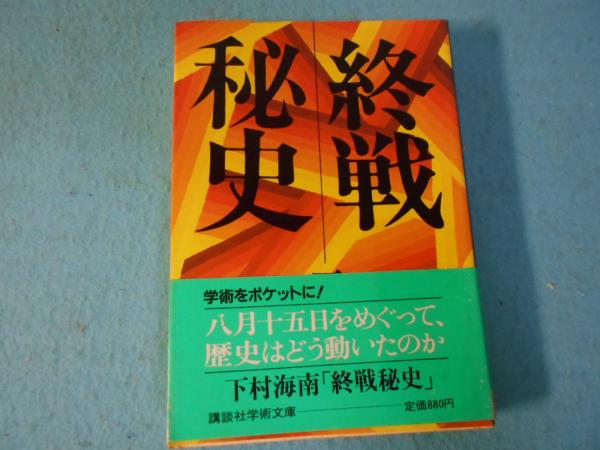 終戦
秘史
学術をポケットに!
八月十五日をめぐって、
歴史はどう動いたのか
下村海南「終戦秘史」
講談社学術文庫 定価880円